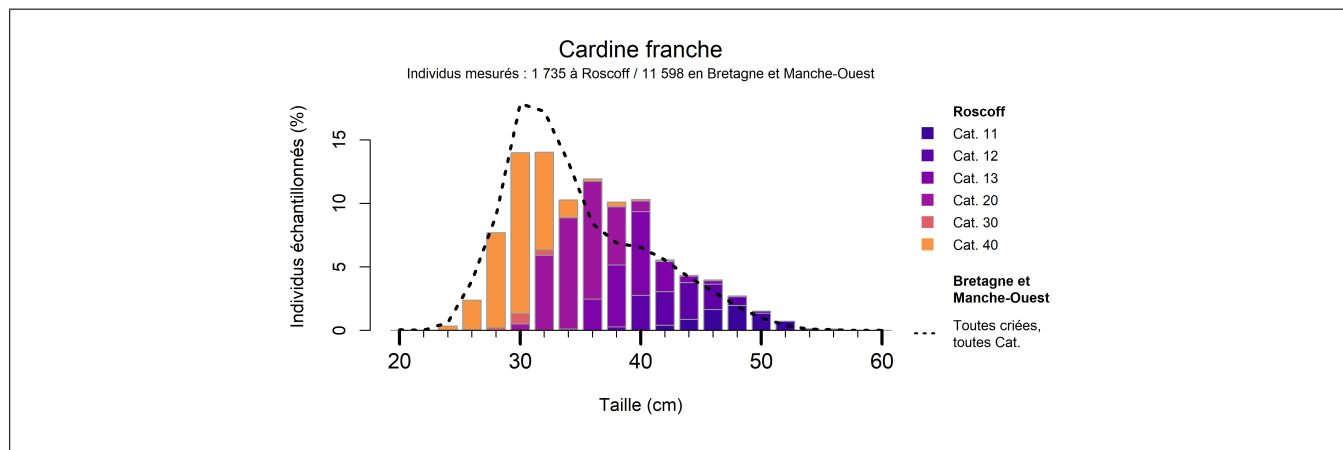 Cardine franche
Individus mesurés : 1 735 à Roscoff / 11 598 en Bretagne et Manche-Ouest
Individus échantillonnés (%)
15
10
5
0
20 30 40 50 60
Taille (cm)
Roscoff
Cat. 11
Cat. 12
Cat. 13
Cat. 20
Cat. 30
Cat. 40
Bretagne et
Manche-Ouest
Toutes criées,
toutes Cat.